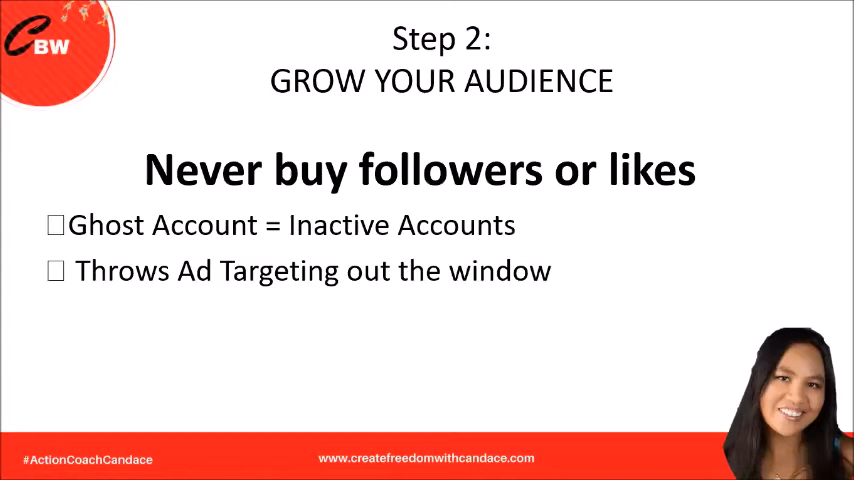 CBW
Step 2:
GROW YOUR AUDIENCE
Never buy followers or likes
Ghost Account = Inactive Accounts
Throws Ad Targeting out the window
#ActionCoachCandace
www.createfreedomwithcandace.com